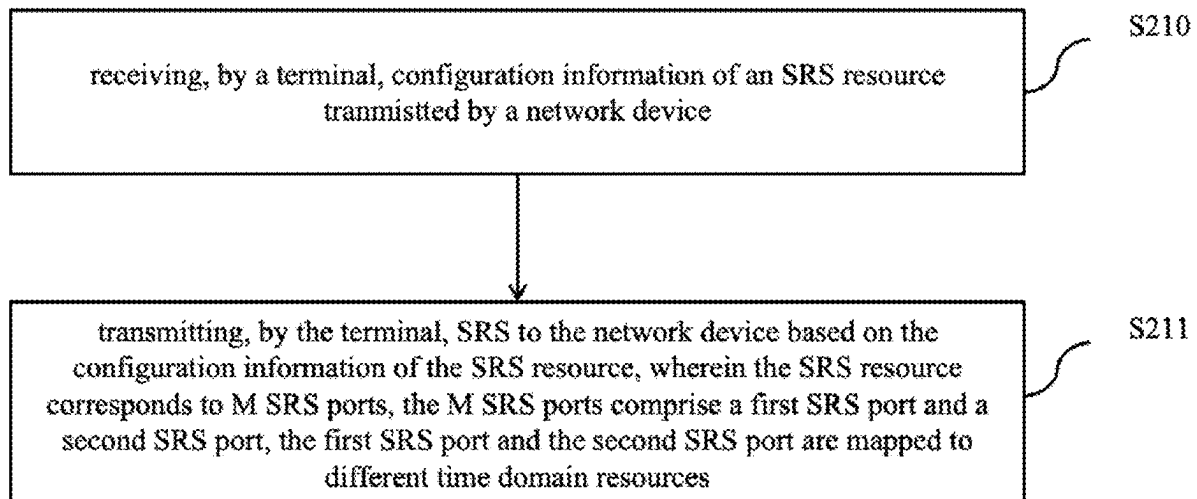 S210
receiving, by a terminal, configuration information of an SRS resource
tranmistted by a network device
S211
transmitting, by the terminal, SRS to the network device based on the
configuration information of the SRS resource, wherein the SRS resource
corresponds to M SRS ports, the M SRS ports comprise a first SRS port and a
second SRS port, the first SRS port and the second SRS port are mapped to
different time domain resources